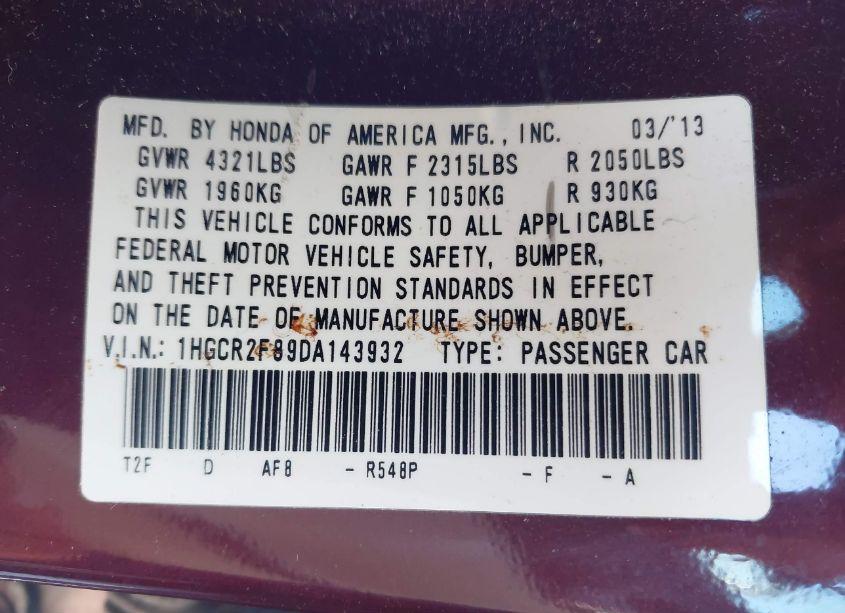 MFD. BY HONDA OF AMERICA MFG., INC. 03/'13
GVWR 4321LBS GAWR F 2315LBS R 2050LBS
GVWR 1960KG GAWR F 1050KG R 930KG
THIS VEHICLE CONFORMS TO ALL APPLICABLE
FEDERAL MOTOR VEHICLE SAFETY, BUMPER,
AND THEFT PREVENTION STANDARDS IN EFFECT
ON THE DATE OF MANUFACTURE SHOWN ABOVE.
V.I.N.: 1HGCR2F89DA143932 TYPE: PASSENGER CAR
T2F D AF8 - R548P - F - A